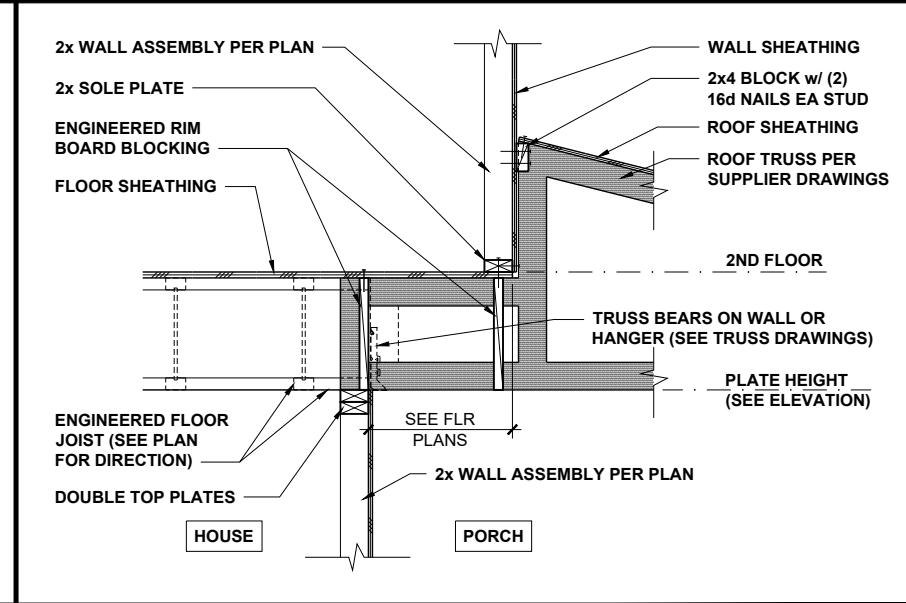 2x WALL ASSEMBLY PER PLAN
2x SOLE PLATE
ENGINEERED RIM
BOARD BLOCKING
FLOOR SHEATHING
WALL SHEATHING
2x4 BLOCK w/ (2)
16d NAILS EA STUD
ROOF SHEATHING
ROOF TRUSS PER
SUPPLIER DRAWINGS
2ND FLOOR
TRUSS BEARS ON WALL OR
HANGER (SEE TRUSS DRAWINGS)
PLATE HEIGHT
(SEE ELEVATION)
ENGINEERED FLOOR
JOIST (SEE PLAN
FOR DIRECTION)
DOUBLE TOP PLATES
SEE FLR
PLANS
2x WALL ASSEMBLY PER PLAN
HOUSE
PORCH